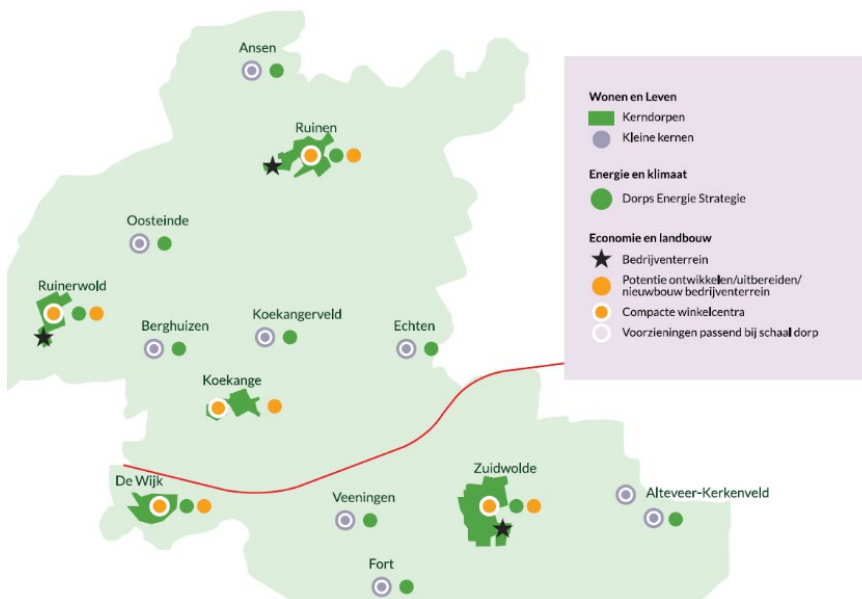 Ansen
Ruinen
Oosteinde
Ruinerwold
Berghuizen
Koekangerveld
Echten
Koekange
De Wijk
Veeningen
Zuidwolde
Alteveer-Kerkenveld
Fort
Wonen en Leven
Kerndorpen
Kleine kernen
Energie en klimaat
Dorps Energie Strategie
Economie en landbouw
Bedrijventerrein
Potentie ontwikkelen/uitbereiden/
nieuwbouw bedrijventerrein
Compacte winkelcentra
Voorzieningen passend bij schaal dorp